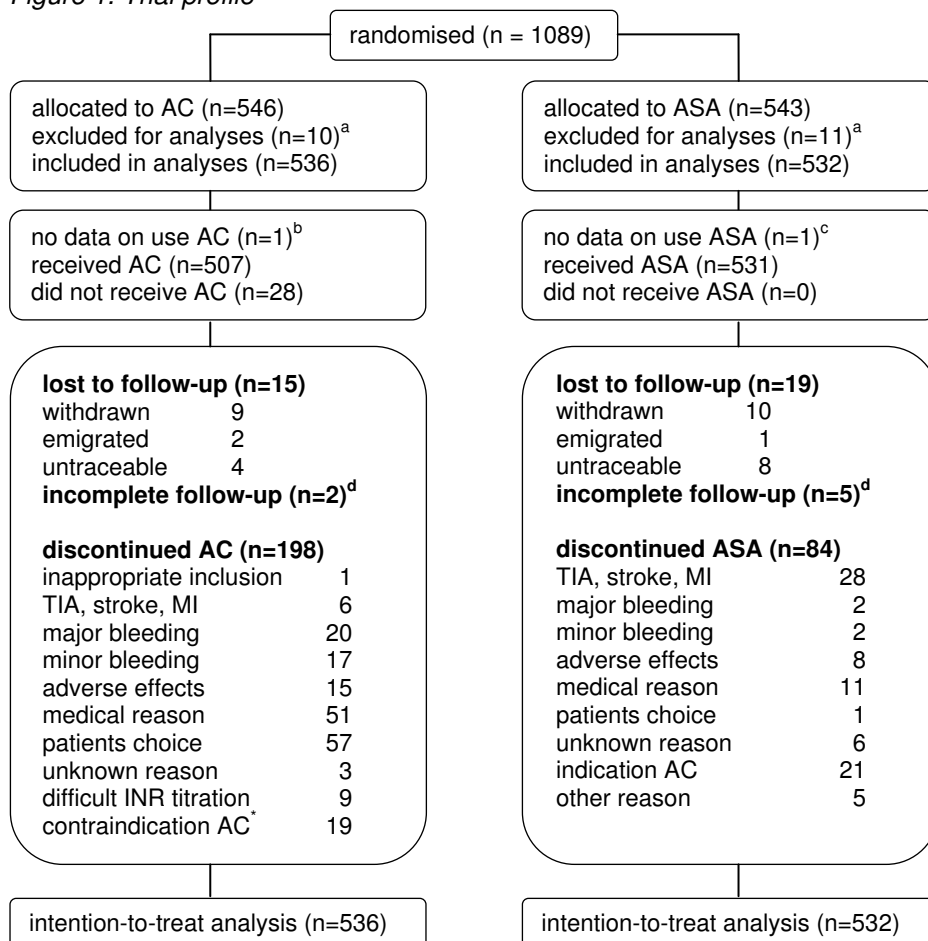 Figure 1. Trial profile
randomised (n = 1089)
allocated to AC (n=546)
excluded for analyses (n=10)a
included in analyses (n=536)
allocated to ASA (n=543)
excluded for analyses (n=11)a
included in analyses (n=532)
no data on use AC (n=1)b
received AC (n=507)
did not receive AC (n=28)
no data on use ASA (n=1)c
received ASA (n=531)
did not receive ASA (n=0)
lost to follow-up (n=15)
withdrawn 9
emigrated 2
untraceable 4
incomplete follow-up (n=2)d
discontinued AC (n=198)
inappropriate inclusion 1
TIA, stroke, MI 6
major bleeding 20
minor bleeding 17
adverse effects 15
medical reason 51
patients choice 57
unknown reason 3
difficult INR titration 9
contraindication AC* 19
lost to follow-up (n=19)
withdrawn 10
emigrated 1
untraceable 8
incomplete follow-up (n=5)d
discontinued ASA (n=84)
TIA, stroke, MI 28
major bleeding 2
minor bleeding 2
adverse effects 8
medical reason 11
patients choice 1
unknown reason 6
indication AC 21
other reason 5
intention-to-treat analysis (n=536)
intention-to-treat analysis (n=532)